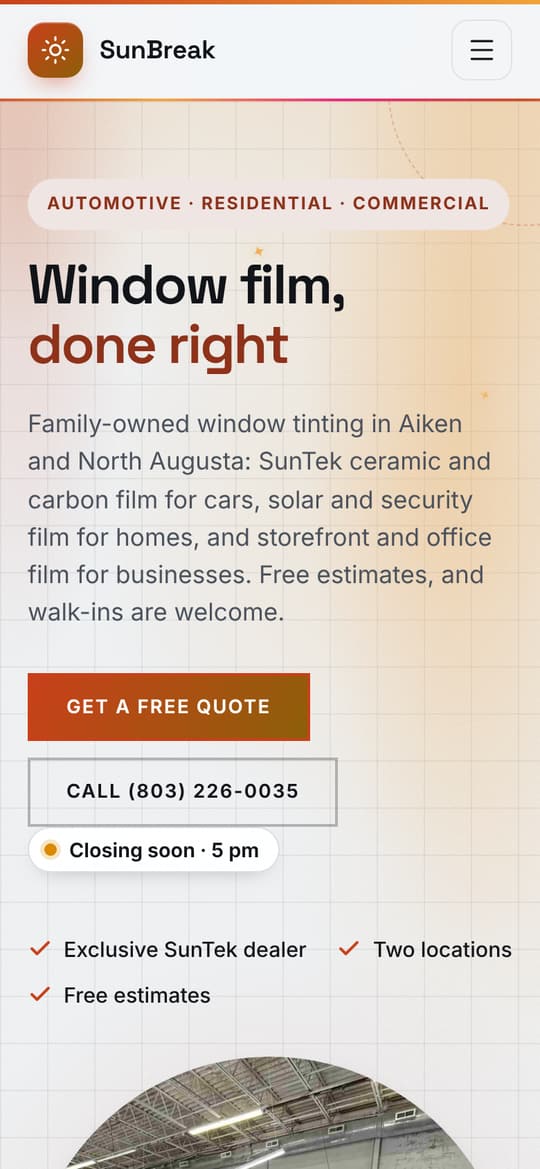 SunBreak
AUTOMOTIVE · RESIDENTIAL · COMMERCIAL
Window film,
done right
Family-owned window tinting in Aiken
and North Augusta: SunTek ceramic and
carbon film for cars, solar and security
film for homes, and storefront and office
film for businesses. Free estimates, and
walk-ins are welcome.
GET A FREE QUOTE
CALL (803) 226-0035
Closing soon · 5 pm
Exclusive SunTek dealer
Two locations
Free estimates